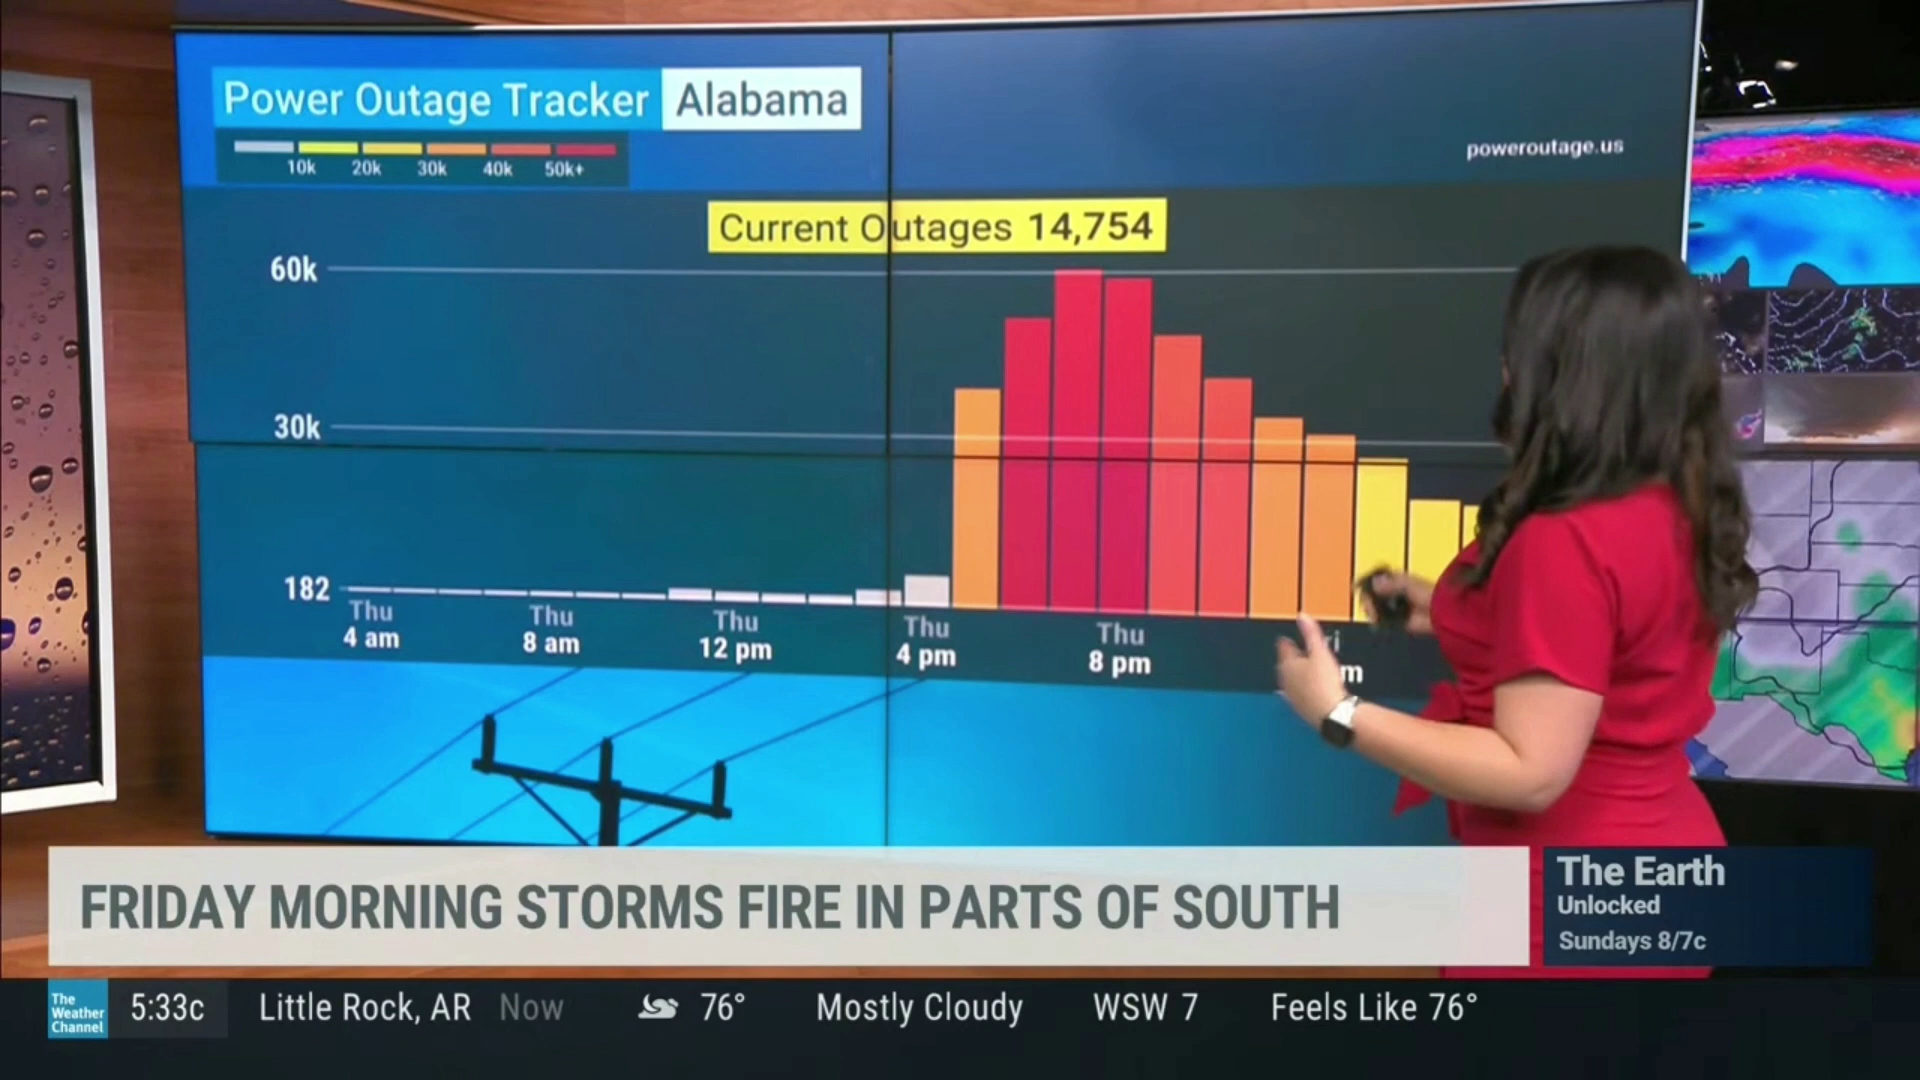 Power Outage Tracker Alabama
10k 20k 30k 40k 50k+
poweroutage.us
Current Outages 14,754
60k
30k
182
Thu Thu Thu Thu Thu
4 am 8 am 12 pm 4 pm 8 pm
FRIDAY MORNING STORMS FIRE IN PARTS OF SOUTH
The Earth
Unlocked
Sundays 8/7c
The
Weather
Channel
5:33c Little Rock, AR Now 76° Mostly Cloudy WSW 7 Feels Like 76°